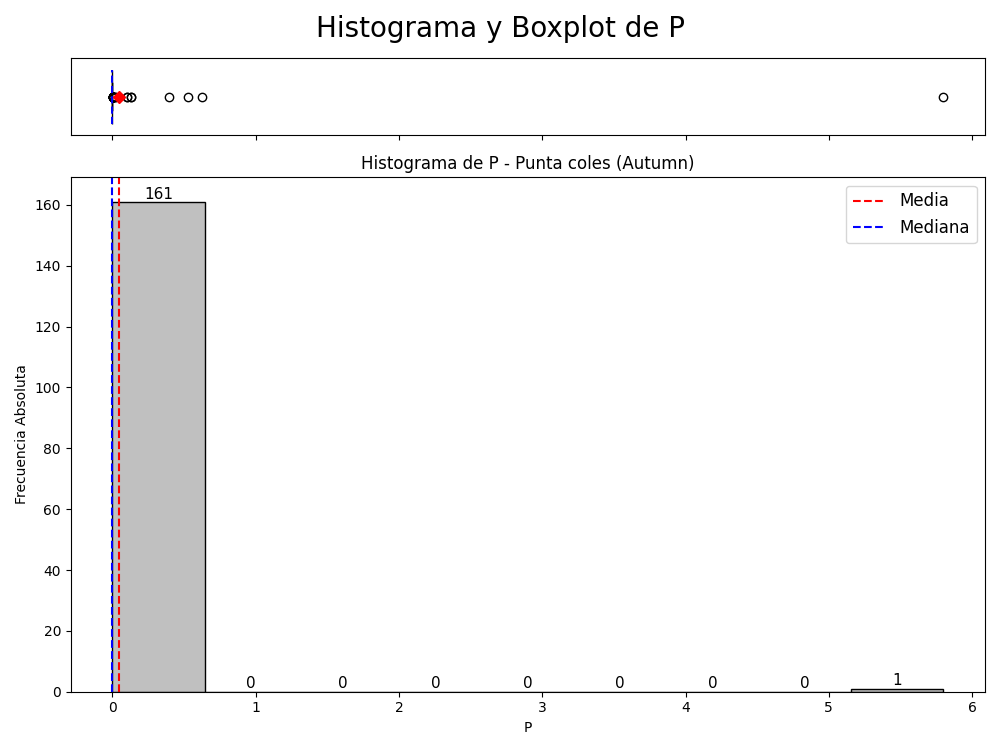 Histograma y Boxplot de P
Histograma de P - Punta coles (Autumn)
Frecuencia Absoluta
160
140
120
100
80
60
40
20
0
161
0
0
0
0
0
0
0
1
Media
Mediana
0 1 2 3 4 5 6
P